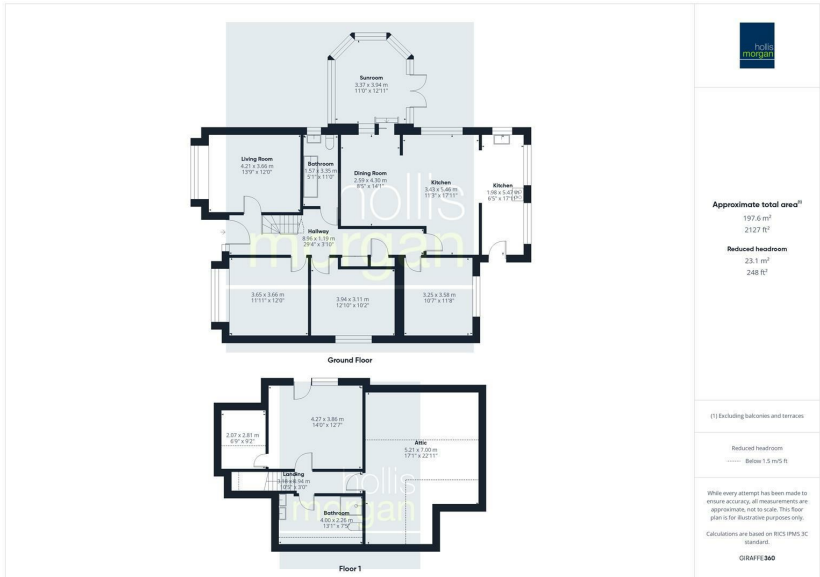 Sunroom
3.37 x 3.94 m
11'0" x 12'11"
Living Room
4.21 x 3.66 m
13'9" x 12'0"
Bathroom
1.57 x 3.35 m
5'1" x 11'0"
Dining Room
2.59 x 4.30 m
8'5" x 14'1"
Kitchen
3.43 x 5.46 m
11'3" x 17'11"
Kitchen
1.98 x 5.47 m
6'5" x 17'11"
Hallway
8.96 x 1.19 m
29'4" x 3'10"
hollis
morgan
3.65 x 3.66 m
11'11" x 12'0"
3.94 x 3.11 m
12'10" x 10'2"
3.25 x 3.58 m
10'7" x 11'8"
Ground Floor
4.27 x 3.86 m
14'0" x 12'7"
2.07 x 2.81 m
6'9" x 9'2"
Attic
5.21 x 7.00 m
17'1" x 22'11"
Landing
x 0.94 m
10'5" x 3'0"
hollis
morgan
Bathroom
4.00 x 2.26 m
13'1" x 7'5"
Floor 1
hollis
morgan
Approximate total area(1)
197.6 m²
2127 ft²
Reduced headroom
23.1 m²
248 ft²
(1) Excluding balconies and terraces
Reduced headroom
------ Below 1.5 m/5 ft
While every attempt has been made to
ensure accuracy, all measurements are
approximate, not to scale. This floor
plan is for illustrative purposes only.
Calculations are based on RICS IPMS 3C
standard.
GIRAFFE360